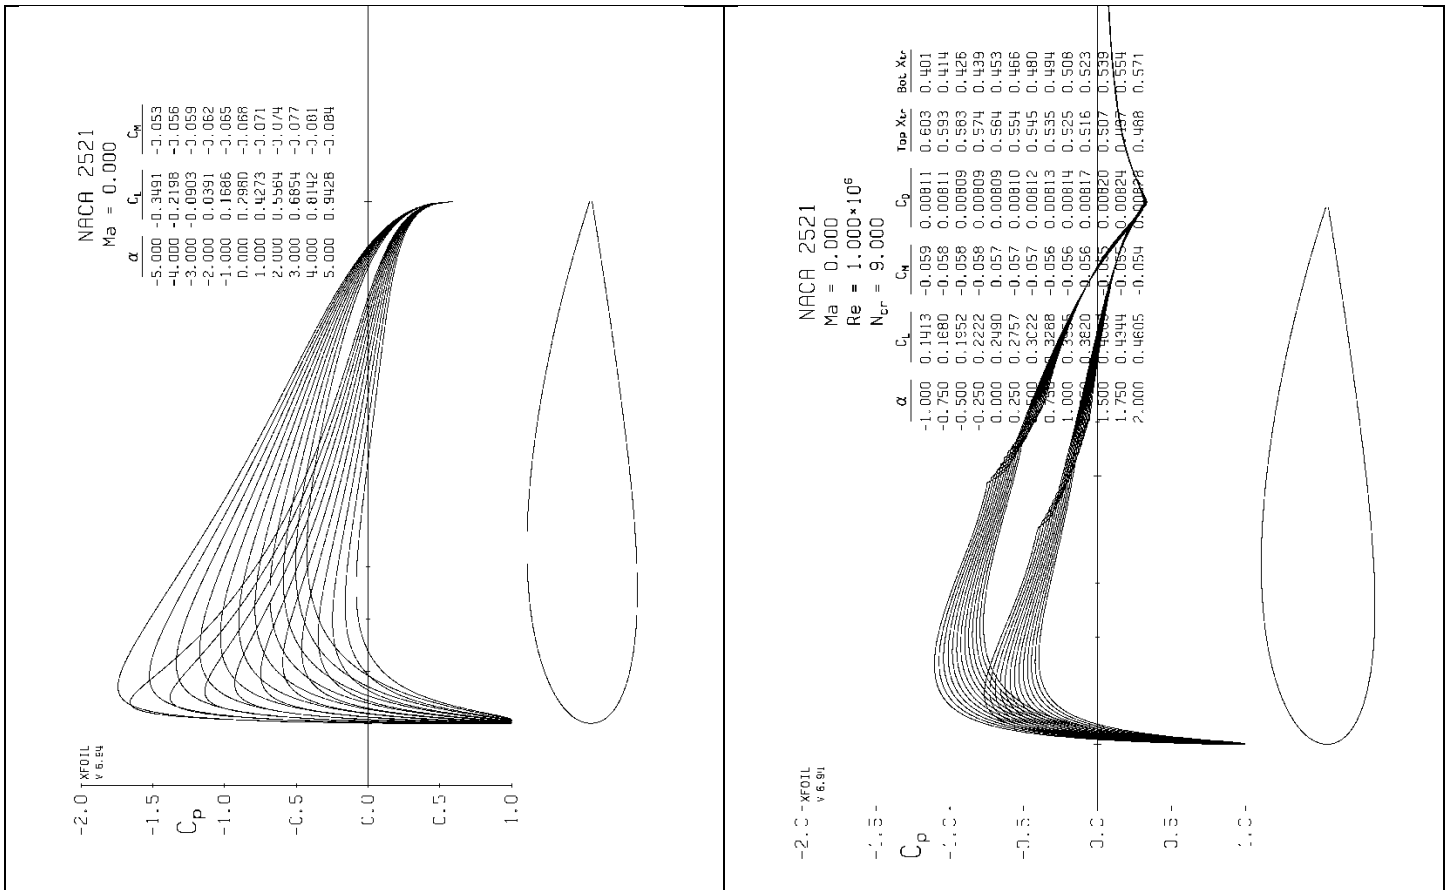 NACA 2521
Ma = 0.000
α C_L C_M
-5.000 -0.3491 -0.053
-4.000 -0.2198 -0.056
-3.000 -0.0903 -0.059
-2.000 0.0391 -0.062
-1.000 0.1686 -0.065
0.000 0.2980 -0.068
1.000 0.4273 -0.071
2.000 0.5564 -0.074
3.000 0.6854 -0.077
4.000 0.8142 -0.081
5.000 0.9428 -0.084
XFOIL
V 6.94
-2.0
-1.5
-1.0
-0.5
0.0
0.5
1.0
C_p
NACA 2521
Ma = 0.000
Re = 1.000×10⁶
N_cr = 9.000
α C_L C_M C_D Top Xtr Bot Xtr
-1.000 0.1413 -0.059 0.00811 0.603 0.401
-0.750 0.1680 -0.058 0.00811 0.593 0.414
-0.500 0.1952 -0.058 0.00809 0.583 0.426
-0.250 0.2222 -0.058 0.00809 0.574 0.439
0.000 0.2490 0.057 0.00809 0.564 0.453
0.250 0.2757 -0.057 0.00810 0.554 0.466
0.3022 -0.057 0.00812 0.545 0.480
0.3288 -0.056 0.00813 0.535 0.494
1.000 -0.056 0.00814 0.525 0.508
0.3820 -0.056 0.00817 0.516 0.523
1.500 0.00820 0.507 0.539
1.750 0.4344 0.00824 0.497 0.554
2.000 0.4605 -0.054 0.488 0.571
XFOIL
V 6.94
-2.0
-1.5
-1.0
-0.5
0.0
0.5
1.0
C_p